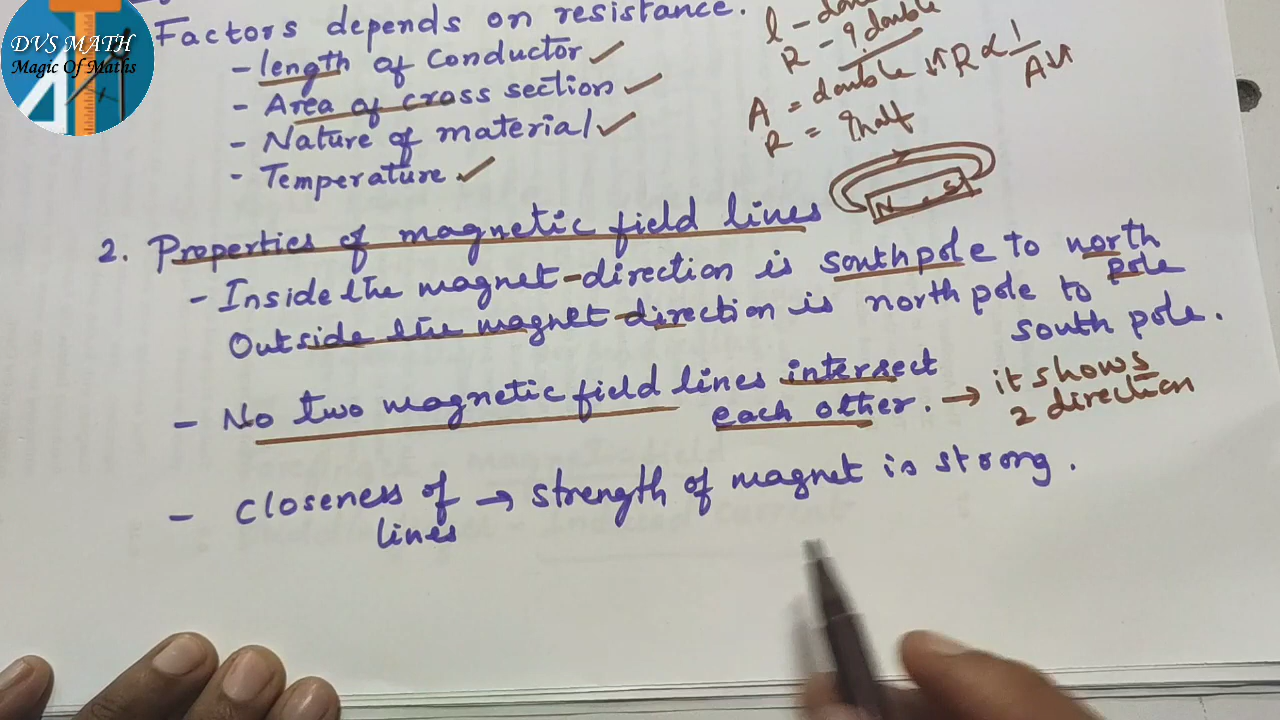 DVS MATH
Magic Of Maths
Factors depends on resistance.
- length of conductor ✓
- Area of cross section ✓
- Nature of material ✓
- Temperature ✓
l - double
R - double
A = double R ∝ 1/A
R = half
N S
2. Properties of magnetic field lines
- Inside the magnet - direction is south pole to north pole
Outside the magnet - direction is north pole to south pole.
- No two magnetic field lines intersect each other. → it shows 2 direction
- Closeness of lines → strength of magnet is strong.